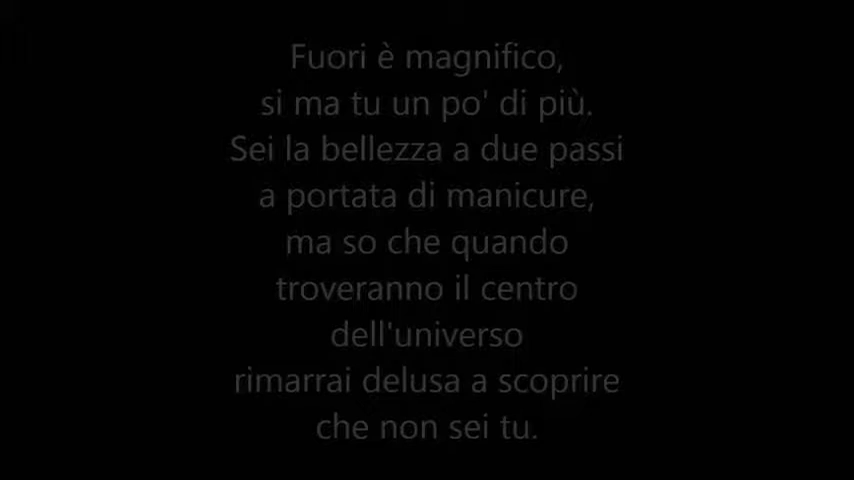 Fuori è magnifico,
si ma tu un po' di più.
Sei la bellezza a due passi
a portata di manicure,
ma so che quando
troveranno il centro
dell'universo
rimarrai delusa a scoprire
che non sei tu.